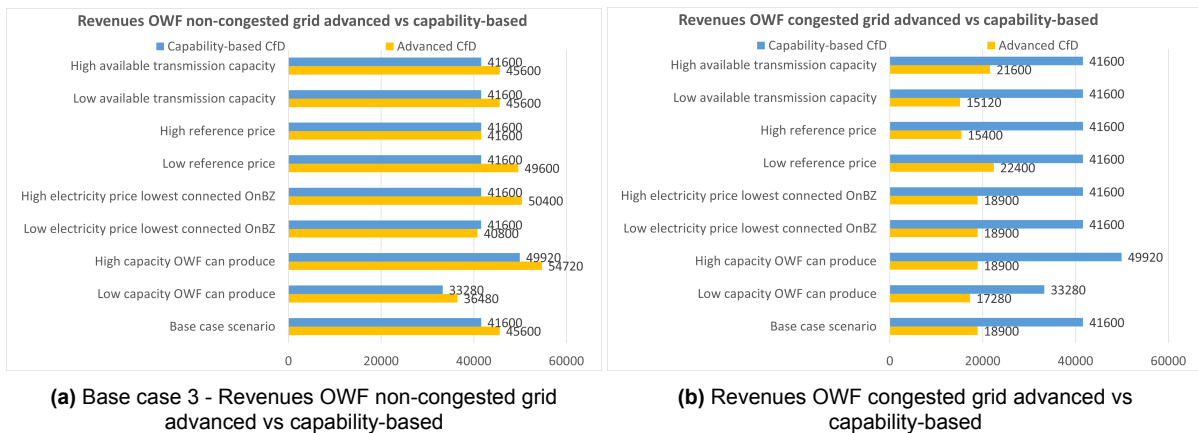 Revenues OWF non-congested grid advanced vs capability-based
Capability-based CfD Advanced CfD
High available transmission capacity 41600 45600
Low available transmission capacity 41600 45600
High reference price 41600 41600
Low reference price 41600 49600
High electricity price lowest connected OnBZ 41600 50400
Low electricity price lowest connected OnBZ 41600 40800
High capacity OWF can produce 49920 54720
Low capacity OWF can produce 33280 36480
Base case scenario 41600 45600
0 20000 40000 60000
(a) Base case 3 - Revenues OWF non-congested grid
advanced vs capability-based
Revenues OWF congested grid advanced vs capability-based
Capability-based CfD Advanced CfD
High available transmission capacity 41600 21600
Low available transmission capacity 41600 15120
High reference price 41600 15400
Low reference price 41600 22400
High electricity price lowest connected OnBZ 41600 18900
Low electricity price lowest connected OnBZ 41600 18900
High capacity OWF can produce 49920 18900
Low capacity OWF can produce 33280 17280
Base case scenario 41600 18900
0 20000 40000 60000
(b) Revenues OWF congested grid advanced vs
capability-based